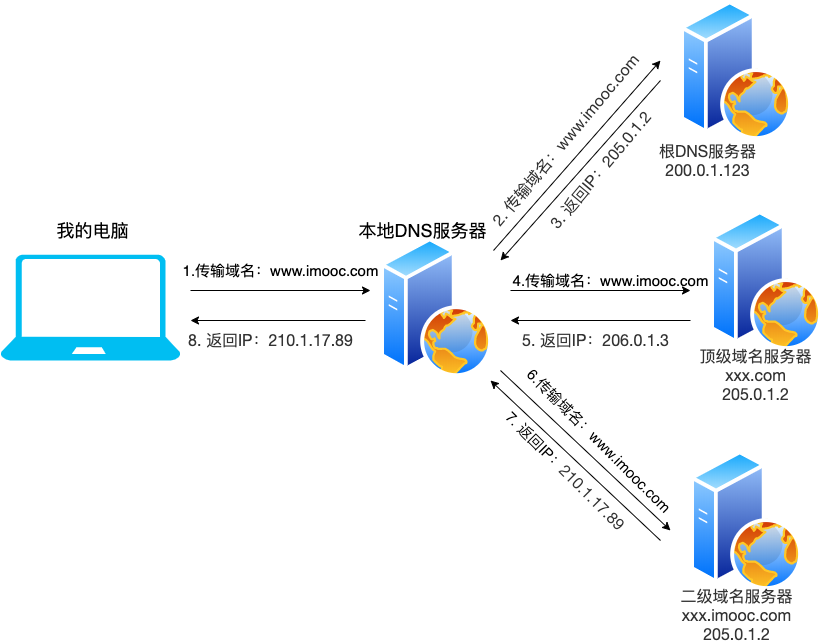 我的电脑
本地DNS服务器
1.传输域名：www.imooc.com
8. 返回IP：210.1.17.89
2. 传输域名：www.imooc.com
3. 返回IP：205.0.1.2
根DNS服务器
200.0.1.123
4.传输域名：www.imooc.com
5. 返回IP：206.0.1.3
顶级域名服务器
xxx.com
205.0.1.2
6.传输域名：www.imooc.com
7. 返回IP：210.1.17.89
二级域名服务器
xxx.imooc.com
205.0.1.2